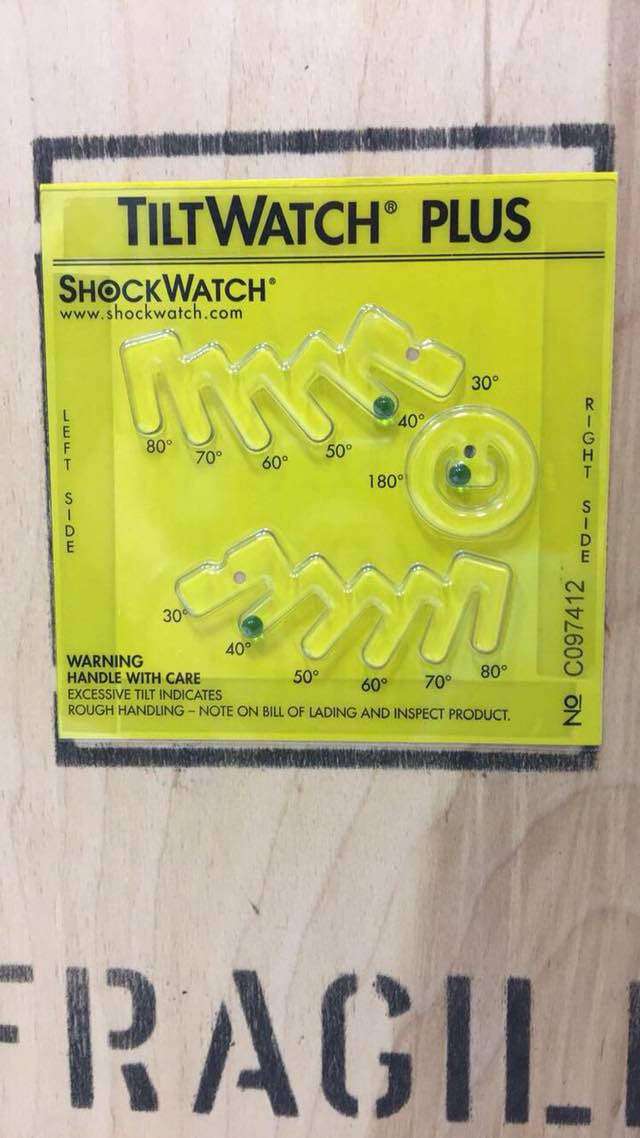 TILTWATCH® PLUS
SHOCKWATCH®
www.shockwatch.com
30°
40°
50°
60°
70°
80°
180°
LEFT SIDE
RIGHT SIDE
30°
40°
50°
60°
70°
80°
WARNING
HANDLE WITH CARE
EXCESSIVE TILT INDICATES
ROUGH HANDLING – NOTE ON BILL OF LADING AND INSPECT PRODUCT.
Nº C097412
FRAGIL